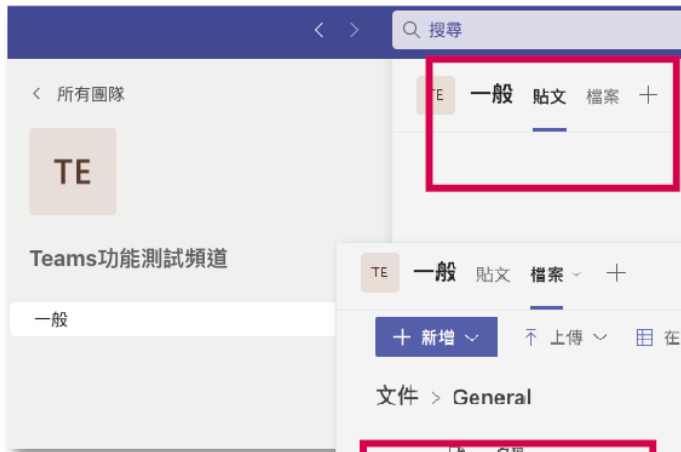 搜尋
所有團隊
TE 一般 貼文 檔案
TE
Teams功能測試頻道
一般
TE 一般 貼文 檔案
新增 上傳 在
文件 > General
名稱